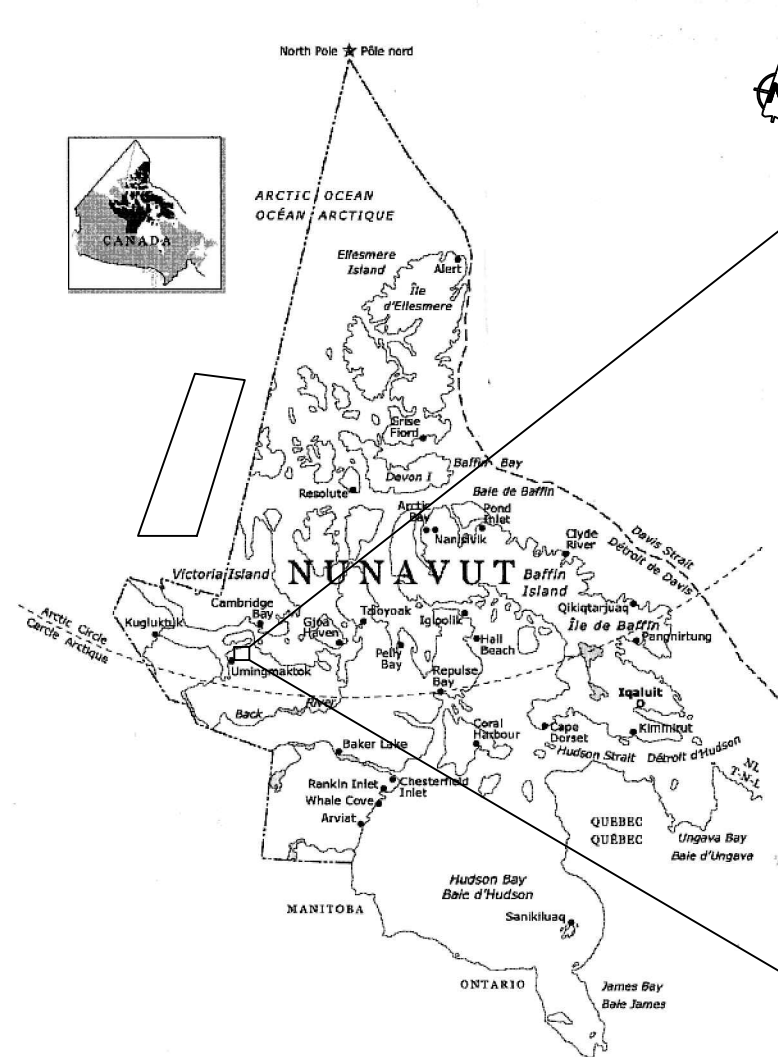 North Pole Pôle nord
ARCTIC OCEAN
OCÉAN ARCTIQUE
CANADA
Ellesmere
Island
Alert
Île
d'Ellesmere
Grise
Fiord
Devon I
Baffin Bay
Baie de Baffin
Resolute
Arctic
Bay
Pond
Inlet
Nanisivik
Clyde
River
Davis Strait
Détroit de Davis
Victoria Island
NUNAVUT
Baffin
Island
Arctic Circle
Cercle Arctique
Kugluktuk
Cambridge
Bay
Gjoa
Haven
Taloyoak
Igloolik
Qikiqtarjuaq
Île de Baffin
Pangnirtung
Pelly
Bay
Hall
Beach
Umingmaktok
Repulse
Bay
Back River
Iqaluit
Coral
Harbour
Cape
Dorset
Kimmirut
Baker Lake
Hudson Strait Détroit d'Hudson
NL
T-N-L
Rankin Inlet
Chesterfield
Inlet
Whale Cove
Arviat
QUEBEC
QUÉBEC
Ungava Bay
Baie d'Ungava
Hudson Bay
Baie d'Hudson
MANITOBA
Sanikiluaq
ONTARIO
James Bay
Baie James